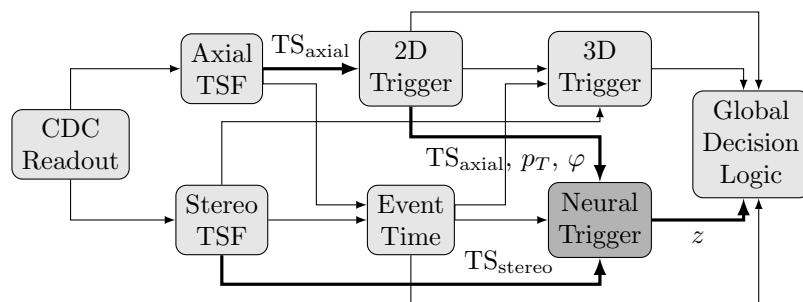 TS_axial
Axial
TSF
2D
Trigger
3D
Trigger
CDC
Readout
Global
Decision
Logic
TS_axial, p_T, φ
Stereo
TSF
Event
Time
Neural
Trigger
z
TS_stereo